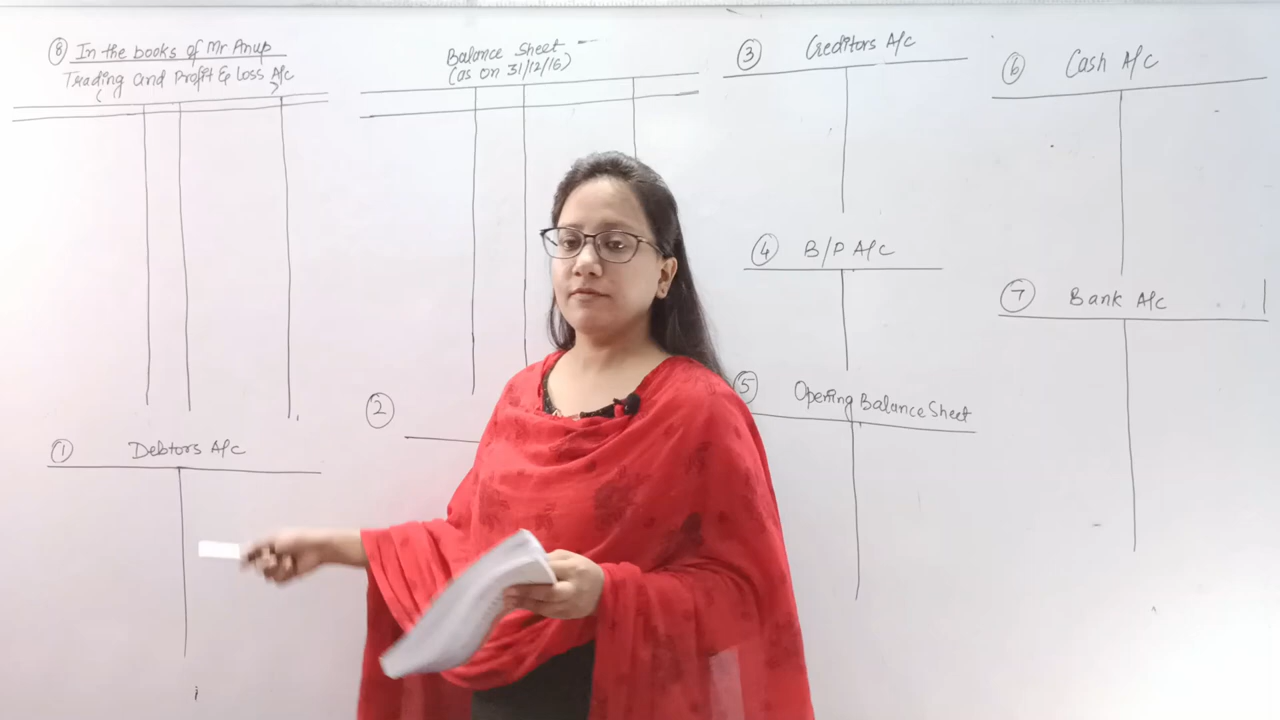 ⑧ In the books of Mr Anup
Trading and Profit & Loss A/c
Balance Sheet
(as on 31/12/16)
③ Creditors A/c
⑥ Cash A/c
④ B/P A/c
⑦ Bank A/c
⑤ Opening Balance Sheet
②
① Debtors A/c